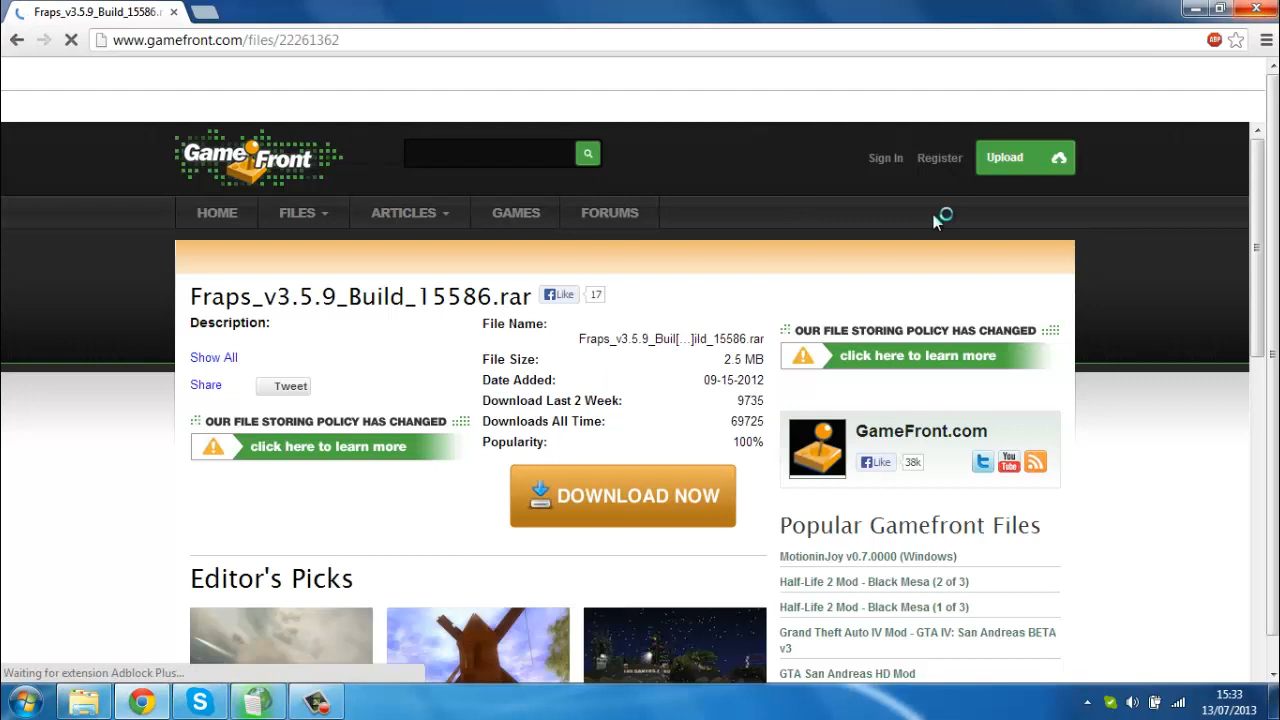 Fraps_v3.5.9_Build_15586.r
www.gamefront.com/files/22261362
ABP
GameFront
Sign In
Register
Upload
HOME
FILES
ARTICLES
GAMES
FORUMS
Fraps_v3.5.9_Build_15586.rar
Like
17
Description:
Show All
Share
Tweet
OUR FILE STORING POLICY HAS CHANGED
click here to learn more
File Name:
Fraps_v3.5.9_Buil[...]ild_15586.rar
File Size:
2.5 MB
Date Added:
09-15-2012
Download Last 2 Week:
9735
Downloads All Time:
69725
Popularity:
100%
DOWNLOAD NOW
OUR FILE STORING POLICY HAS CHANGED
click here to learn more
GameFront.com
Like
38k
You
Tube
Popular Gamefront Files
MotioninJoy v0.7.0000 (Windows)
Half-Life 2 Mod - Black Mesa (2 of 3)
Half-Life 2 Mod - Black Mesa (1 of 3)
Grand Theft Auto IV Mod - GTA IV: San Andreas BETA
v3
GTA San Andreas HD Mod
Editor's Picks
Waiting for extension Adblock Plus...
15:33
13/07/2013